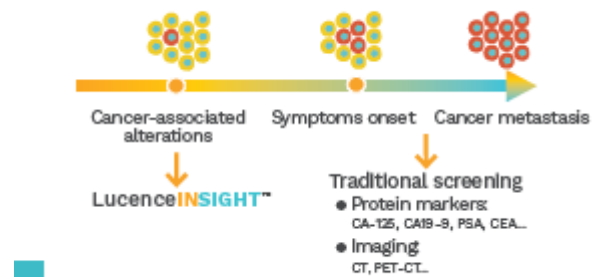 Cancer-associated alterations
Symptoms onset
Cancer metastasis
LucenceINSIGHT™
Traditional screening
● Protein markers:
CA-125, CA19-9, PSA, CEA...
● Imaging
CT, PET-CT...